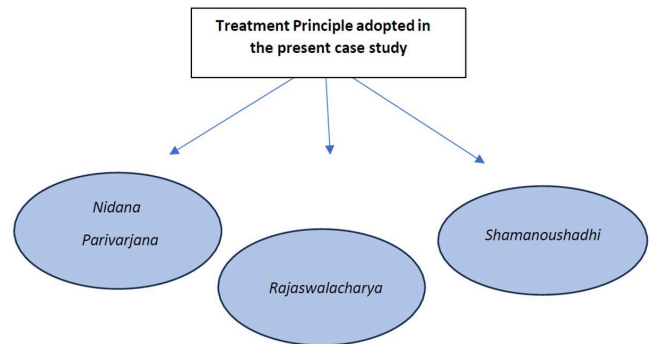 Treatment Principle adopted in
the present case study
Nidana
Parivarjana
Rajaswalacharya
Shamanoushadhi